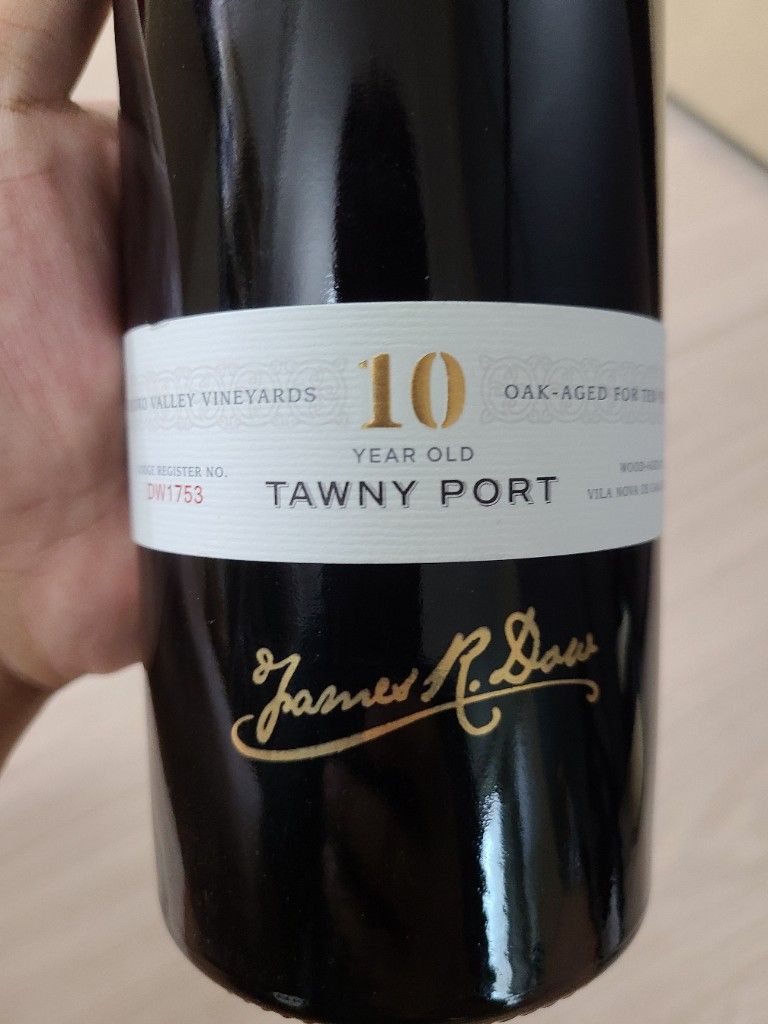 VALLEY VINEYARDS
10
OAK-AGED FOR TEN
YEAR OLD
REGISTER NO.
DW1753
TAWNY PORT
VILA NOVA DE
James R. Dow